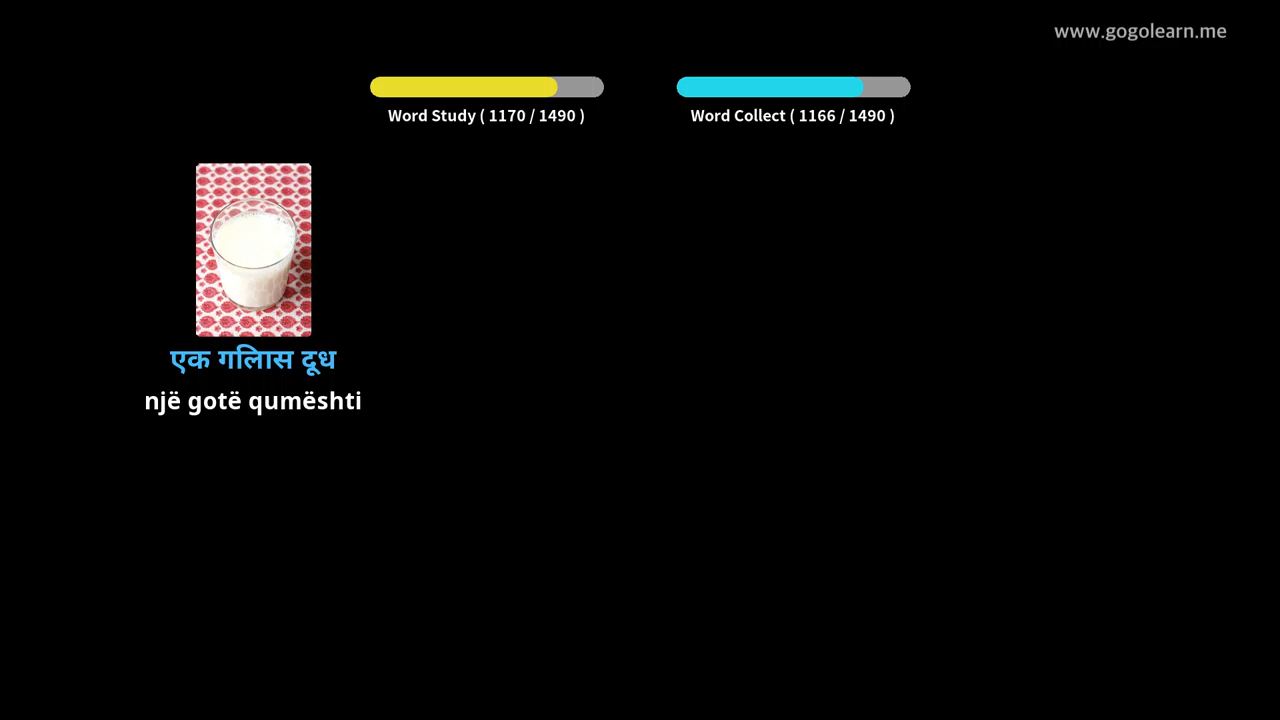 www.gogolearn.me
Word Study ( 1170 / 1490 )
Word Collect ( 1166 / 1490 )
एक गलिास दूध
një gotë qumështi